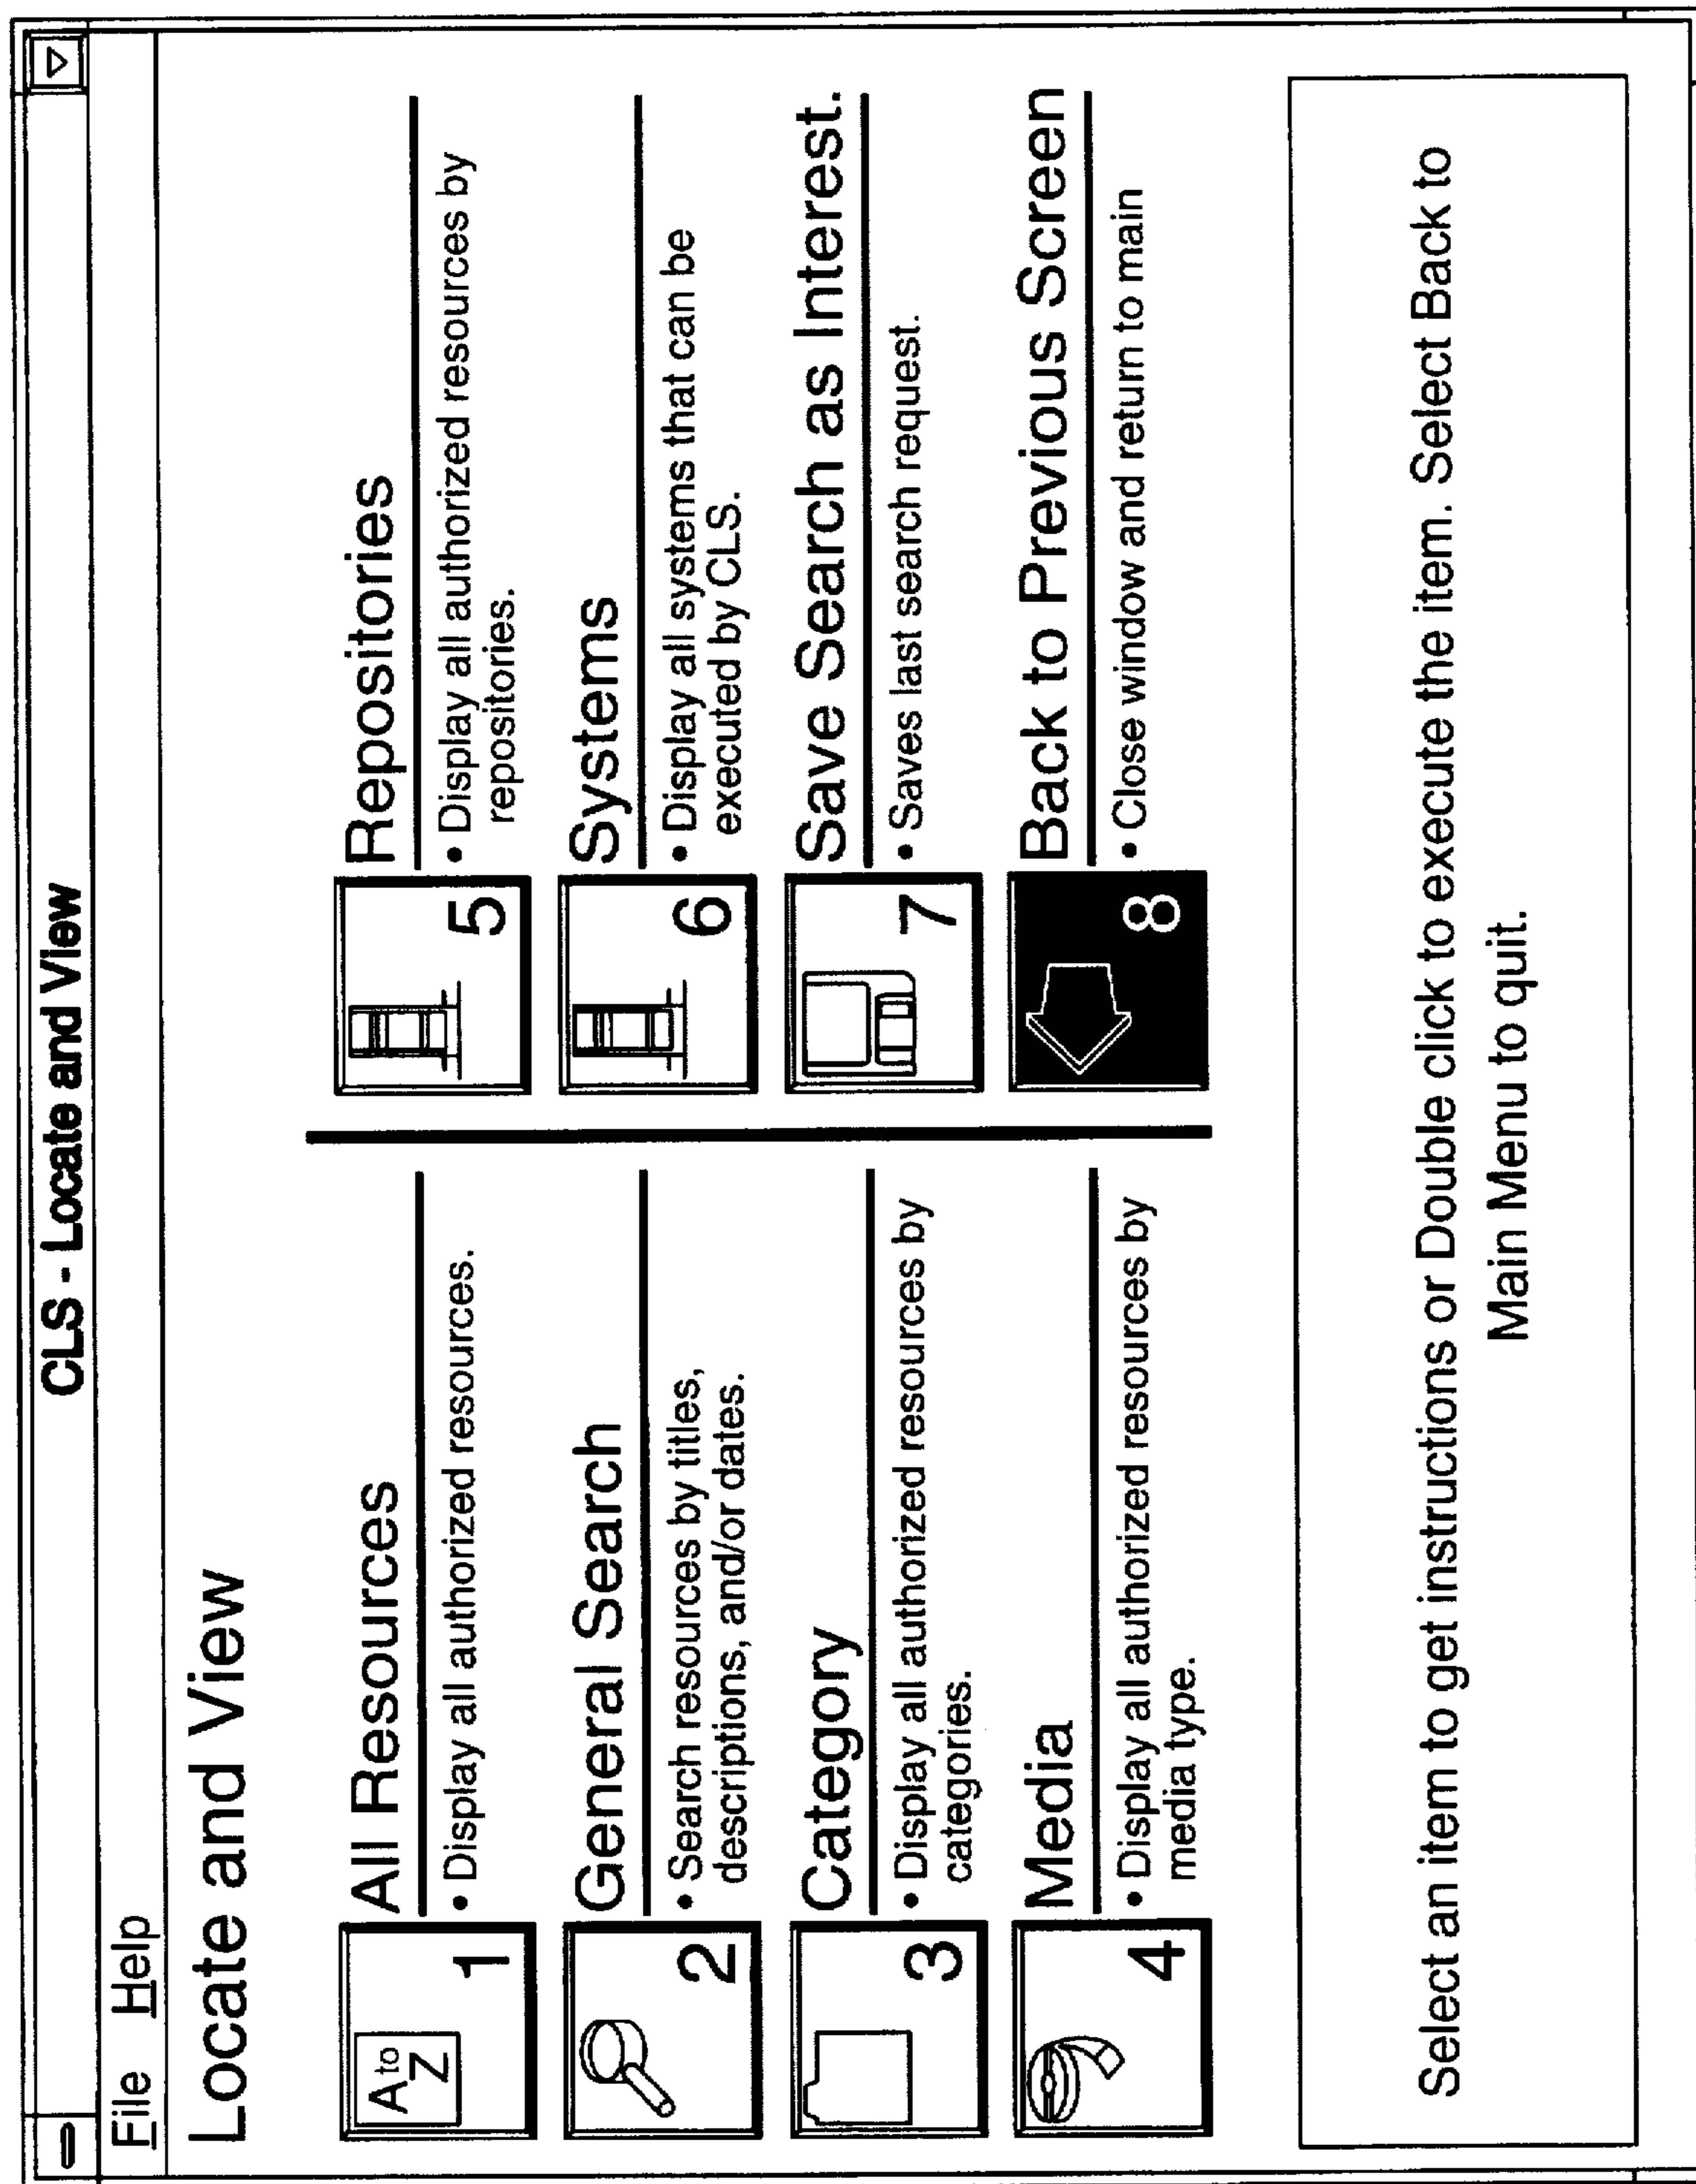 CLS - Locate and View
File Help
Locate and View
A to
Z
1
All Resources
• Display all authorized resources.
2
General Search
• Search resources by titles,
descriptions, and/or dates.
3
Category
• Display all authorized resources by
categories.
4
Media
• Display all authorized resources by
media type.
5
Repositories
• Display all authorized resources by
repositories.
6
Systems
• Display all systems that can be
executed by CLS.
7
Save Search as Interest.
• Saves last search request.
8
Back to Previous Screen
• Close window and return to main
Select an item to get instructions or Double click to execute the item. Select Back to
Main Menu to quit.